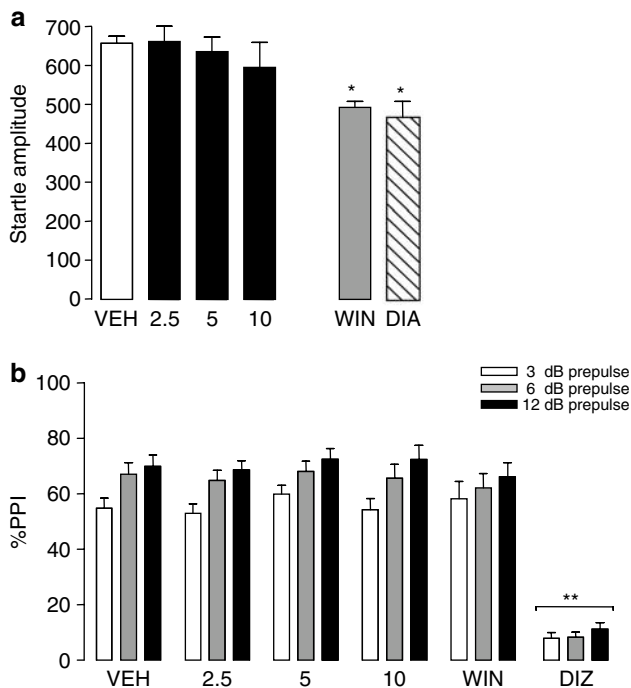 a
Startle amplitude
700
600
500
400
300
200
100
0
* *
VEH 2.5 5 10 WIN DIA
b
3 dB prepulse
6 dB prepulse
12 dB prepulse
%PPI
100
80
60
40
20
0
**
VEH 2.5 5 10 WIN DIZ